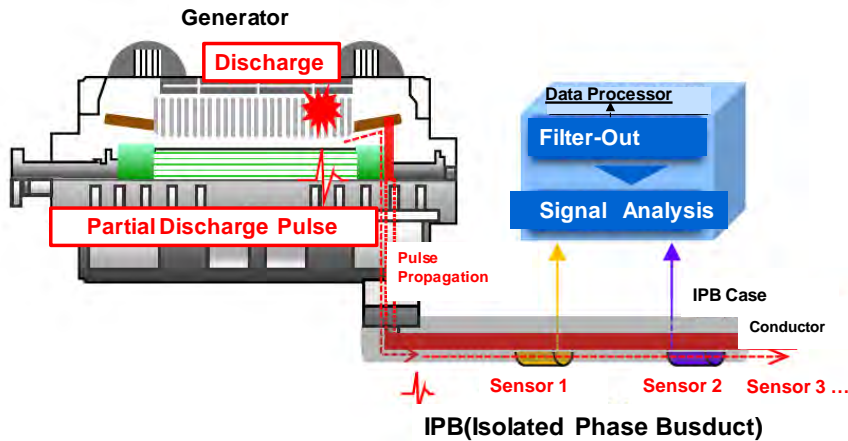 Generator
Discharge
Data Processor
Filter-Out
Signal Analysis
Partial Discharge Pulse
Pulse
Propagation
IPB Case
Conductor
Sensor 1
Sensor 2
Sensor 3 ...
IPB(Isolated Phase Busduct)